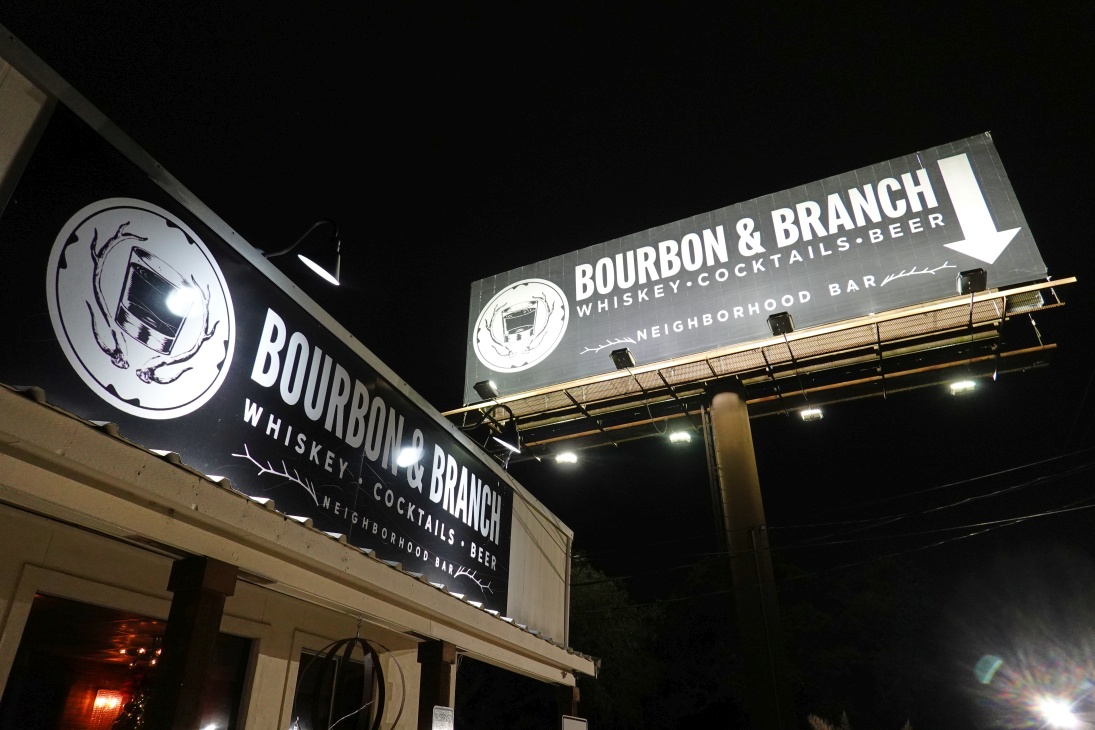 BOURBON & BRANCH
WHISKEY • COCKTAILS • BEER
NEIGHBORHOOD BAR
BOURBON & BRANCH
WHISKEY • COCKTAILS • BEER
NEIGHBORHOOD BAR